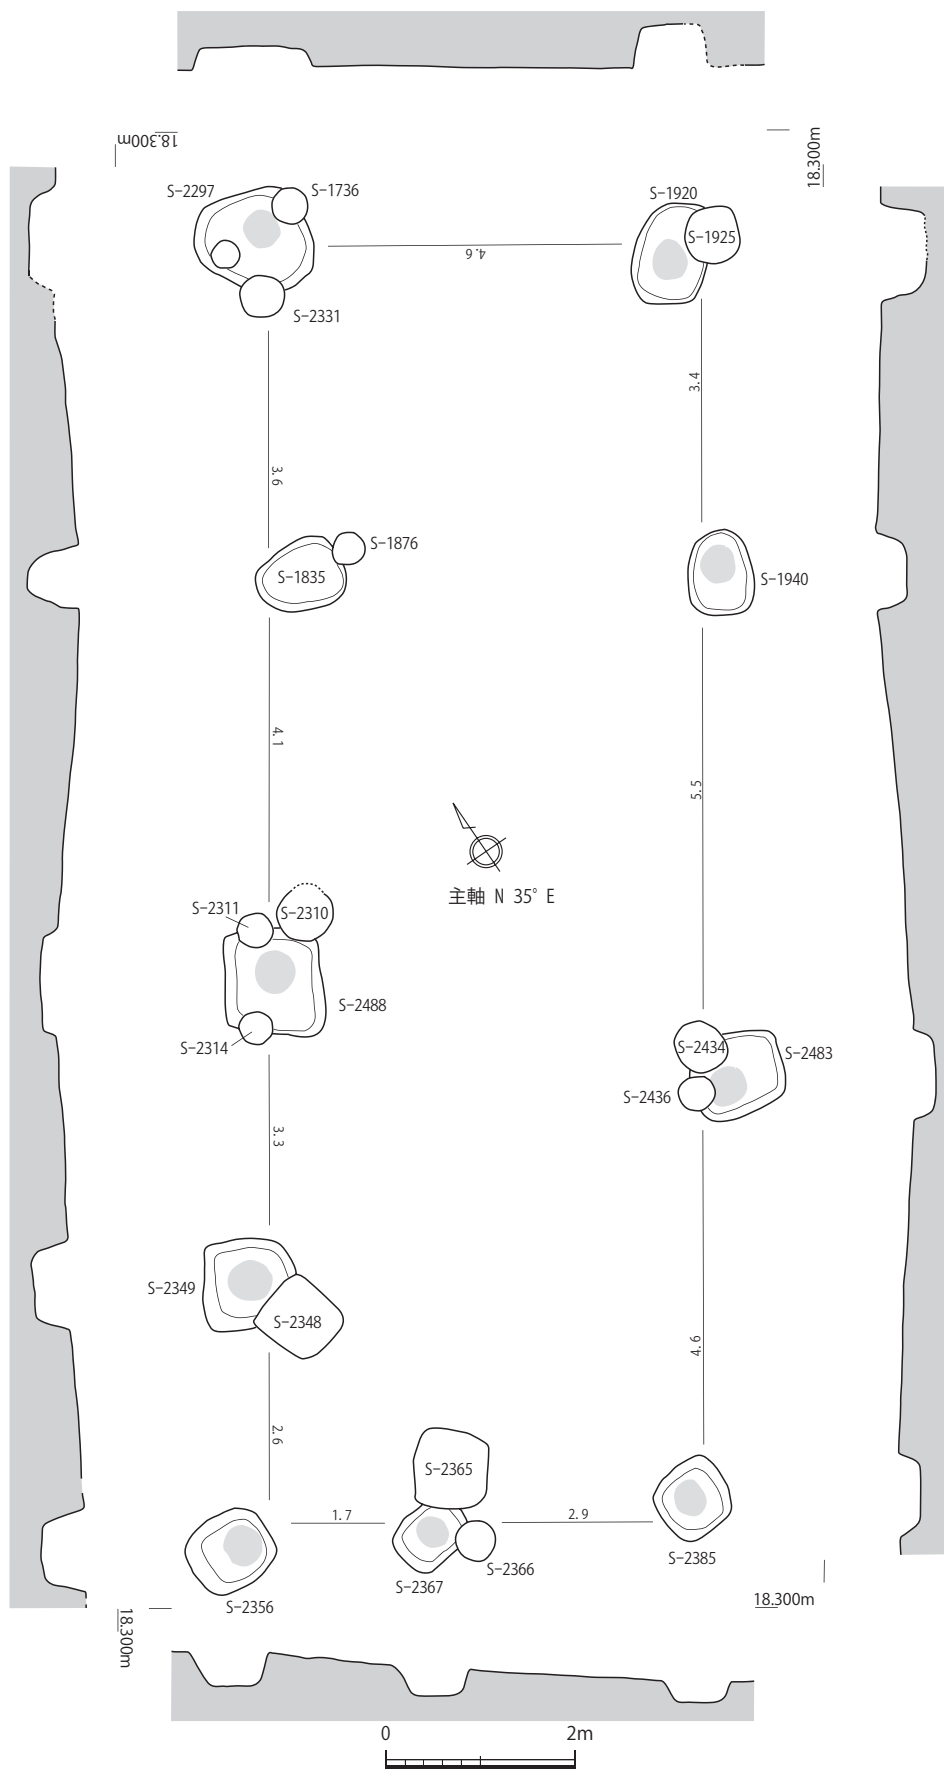 18.300m
18.300m
S-2297
S-1736
S-1920
S-1925
4.6
S-2331
3.4
3.6
S-1876
S-1835
S-1940
4.1
5.5
主軸 N 35° E
S-2311
S-2310
S-2488
S-2314
S-2434
S-2483
S-2436
3.3
S-2349
S-2348
4.6
2.6
S-2365
1.7
2.9
S-2366
S-2385
S-2367
S-2356
18.300m
18.300m
0
2m